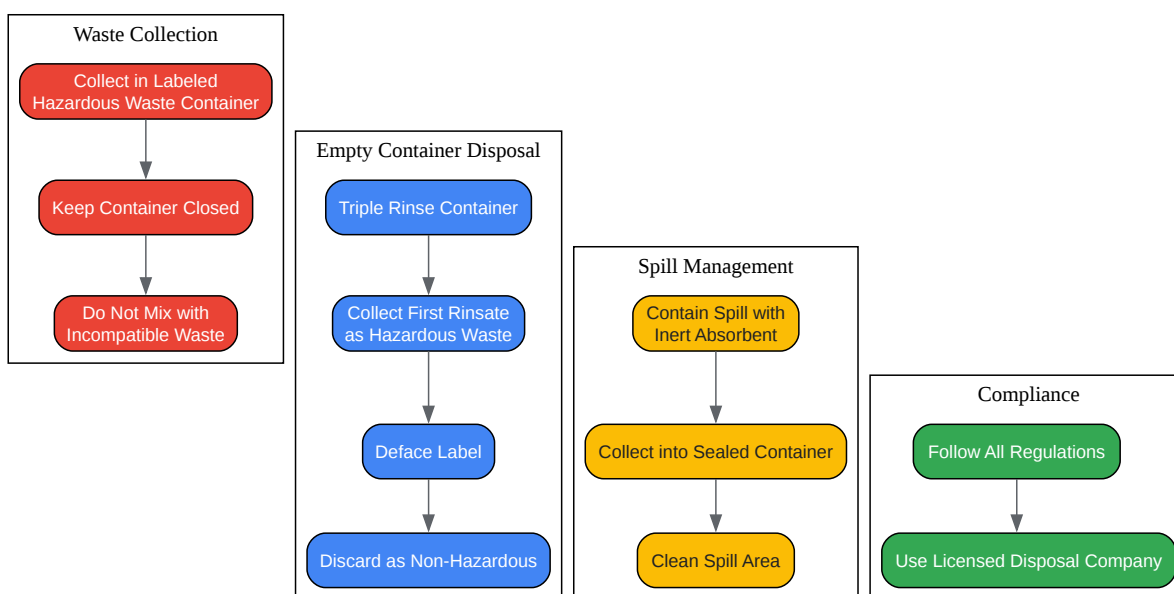 Waste Collection
Collect in Labeled
Hazardous Waste Container
Keep Container Closed
Do Not Mix with
Incompatible Waste
Empty Container Disposal
Triple Rinse Container
Collect First Rinsate
as Hazardous Waste
Deface Label
Discard as Non-Hazardous
Spill Management
Contain Spill with
Inert Absorbent
Collect into Sealed Container
Clean Spill Area
Compliance
Follow All Regulations
Use Licensed Disposal Company